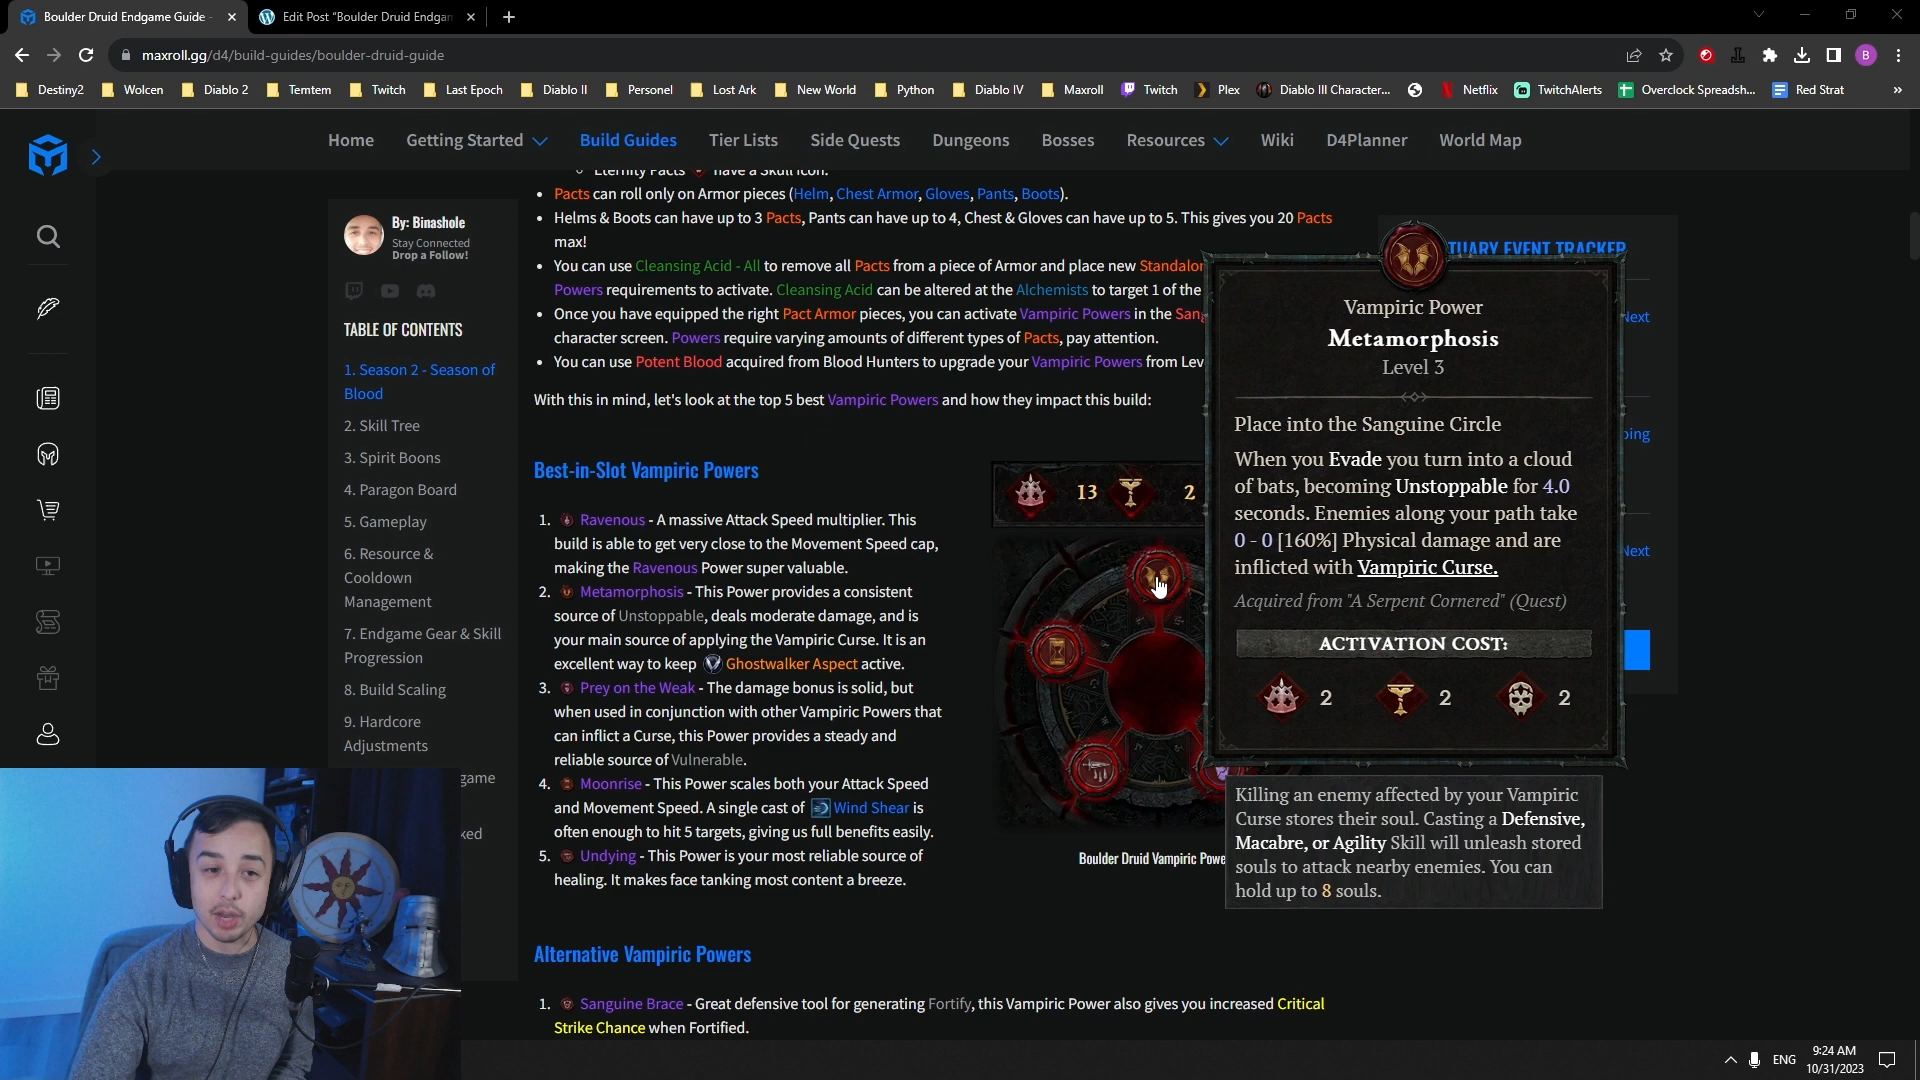 Boulder Druid Endgame Guide -
Edit Post "Boulder Druid Endgar
maxroll.gg/d4/build-guides/boulder-druid-guide
B
Destiny2
Wolcen
Diablo 2
Temtem
Twitch
Last Epoch
Diablo II
Personel
Lost Ark
New World
Python
Diablo IV
Maxroll
Twitch
Plex
Diablo III Character...
Netflix
TwitchAlerts
Overclock Spreadsh...
Red Strat
»
Home
Getting Started
Build Guides
Tier Lists
Side Quests
Dungeons
Bosses
Resources
Wiki
D4Planner
World Map
By: Binashole
Stay Connected
Drop a Follow!
TABLE OF CONTENTS
1. Season 2 - Season of
Blood
2. Skill Tree
3. Spirit Boons
4. Paragon Board
5. Gameplay
6. Resource &
Cooldown
Management
7. Endgame Gear & Skill
Progression
8. Build Scaling
9. Hardcore
Adjustments
game
ked
Eternity Pacts have a Skull icon.
• Pacts can roll only on Armor pieces (Helm, Chest Armor, Gloves, Pants, Boots).
• Helms & Boots can have up to 3 Pacts, Pants can have up to 4, Chest & Gloves can have up to 5. This gives you 20 Pacts
max!
• You can use Cleansing Acid - All to remove all Pacts from a piece of Armor and place new Standalon
Powers requirements to activate. Cleansing Acid can be altered at the Alchemists to target 1 of the
• Once you have equipped the right Pact Armor pieces, you can activate Vampiric Powers in the Sang
character screen. Powers require varying amounts of different types of Pacts, pay attention.
• You can use Potent Blood acquired from Blood Hunters to upgrade your Vampiric Powers from Lev
With this in mind, let's look at the top 5 best Vampiric Powers and how they impact this build:
Best-in-Slot Vampiric Powers
1. Ravenous - A massive Attack Speed multiplier. This
build is able to get very close to the Movement Speed cap,
making the Ravenous Power super valuable.
2. Metamorphosis - This Power provides a consistent
source of Unstoppable, deals moderate damage, and is
your main source of applying the Vampiric Curse. It is an
excellent way to keep Ghostwalker Aspect active.
3. Prey on the Weak - The damage bonus is solid, but
when used in conjunction with other Vampiric Powers that
can inflict a Curse, this Power provides a steady and
reliable source of Vulnerable.
4. Moonrise - This Power scales both your Attack Speed
and Movement Speed. A single cast of Wind Shear is
often enough to hit 5 targets, giving us full benefits easily.
5. Undying - This Power is your most reliable source of
healing. It makes face tanking most content a breeze.
13
2
Boulder Druid Vampiric Powe
Alternative Vampiric Powers
1. Sanguine Brace - Great defensive tool for generating Fortify, this Vampiric Power also gives you increased Critical
Strike Chance when Fortified.
TUARY EVENT TRACKER
Next
ping
Next
Vampiric Power
Metamorphosis
Level 3
Place into the Sanguine Circle
When you Evade you turn into a cloud
of bats, becoming Unstoppable for 4.0
seconds. Enemies along your path take
0 - 0 [160%] Physical damage and are
inflicted with Vampiric Curse.
Acquired from "A Serpent Cornered" (Quest)
ACTIVATION COST:
2
2
2
Killing an enemy affected by your Vampiric
Curse stores their soul. Casting a Defensive,
Macabre, or Agility Skill will unleash stored
souls to attack nearby enemies. You can
hold up to 8 souls.
ENG
9:24 AM
10/31/2023